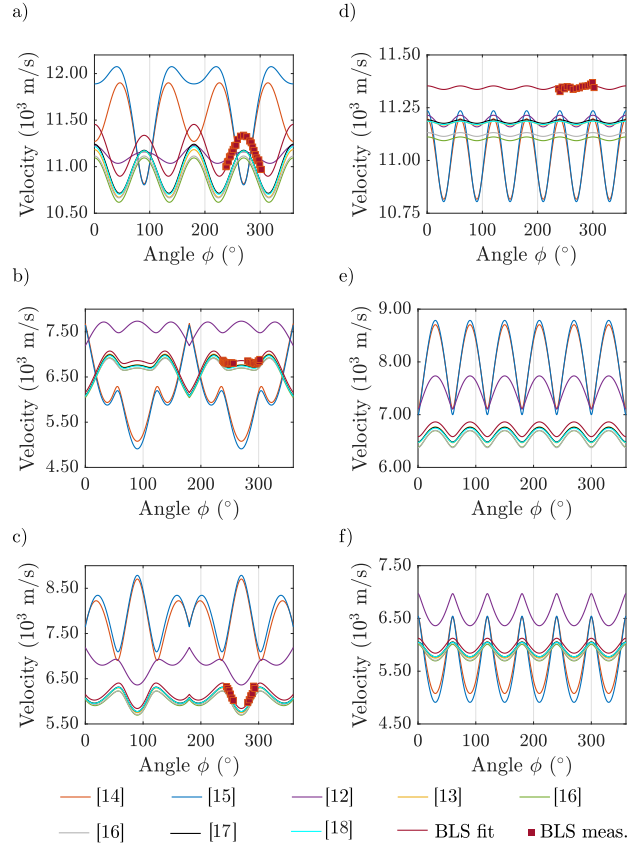 a)
12.00
11.50
11.00
10.50
Velocity (10³ m/s)
0 100 200 300
Angle ϕ (°)
d)
11.50
11.25
11.00
10.75
Velocity (10³ m/s)
0 100 200 300
Angle ϕ (°)
b)
7.50
6.50
5.50
4.50
Velocity (10³ m/s)
0 100 200 300
Angle ϕ (°)
e)
9.00
8.00
7.00
6.00
Velocity (10³ m/s)
0 100 200 300
Angle ϕ (°)
c)
8.50
7.50
6.50
5.50
Velocity (10³ m/s)
0 100 200 300
Angle ϕ (°)
f)
7.50
6.50
5.50
4.50
Velocity (10³ m/s)
0 100 200 300
Angle ϕ (°)
[14] [15] [12] [13] [16]
[16] [17] [18] BLS fit BLS meas.